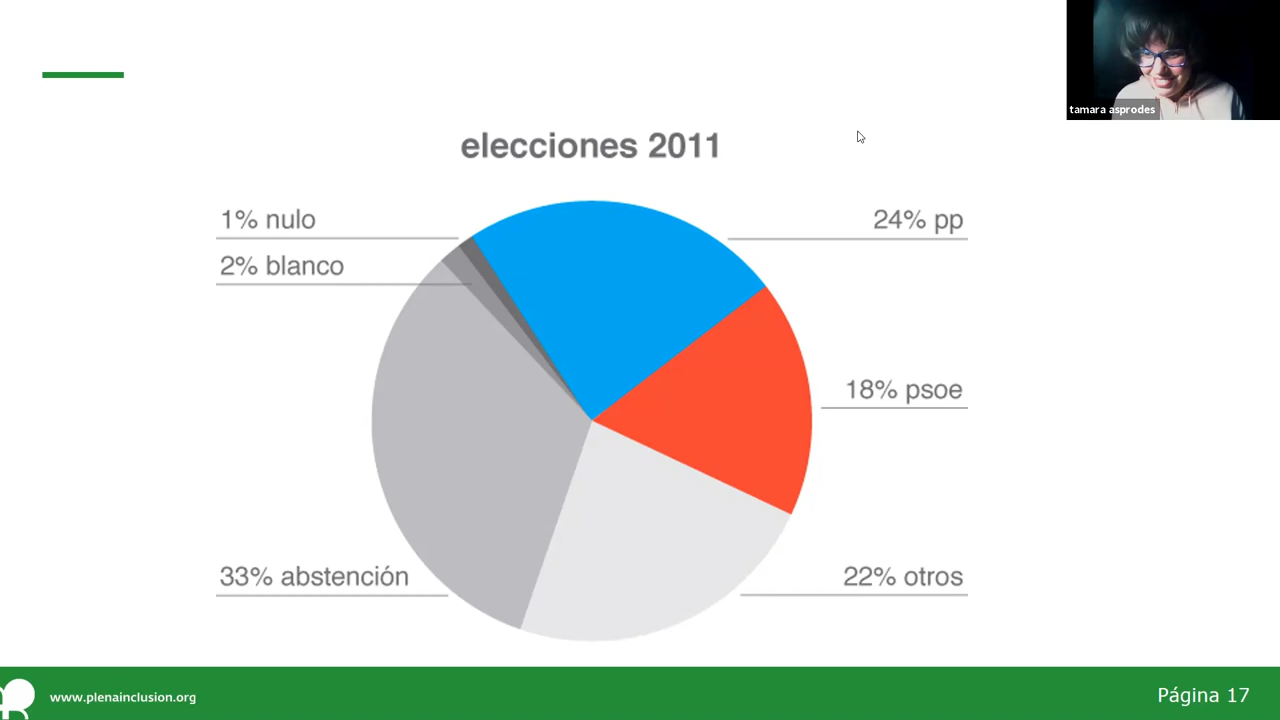 tamara asprodes
elecciones 2011
1% nulo
24% pp
2% blanco
18% psoe
33% abstención
22% otros
www.plenainclusion.org
Página 17